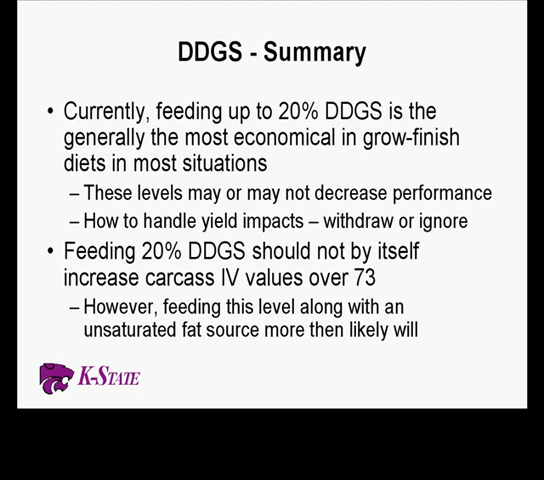 DDGS - Summary
• Currently, feeding up to 20% DDGS is the
generally the most economical in grow-finish
diets in most situations
– These levels may or may not decrease performance
– How to handle yield impacts – withdraw or ignore
• Feeding 20% DDGS should not by itself
increase carcass IV values over 73
– However, feeding this level along with an
unsaturated fat source more then likely will
K-STATE